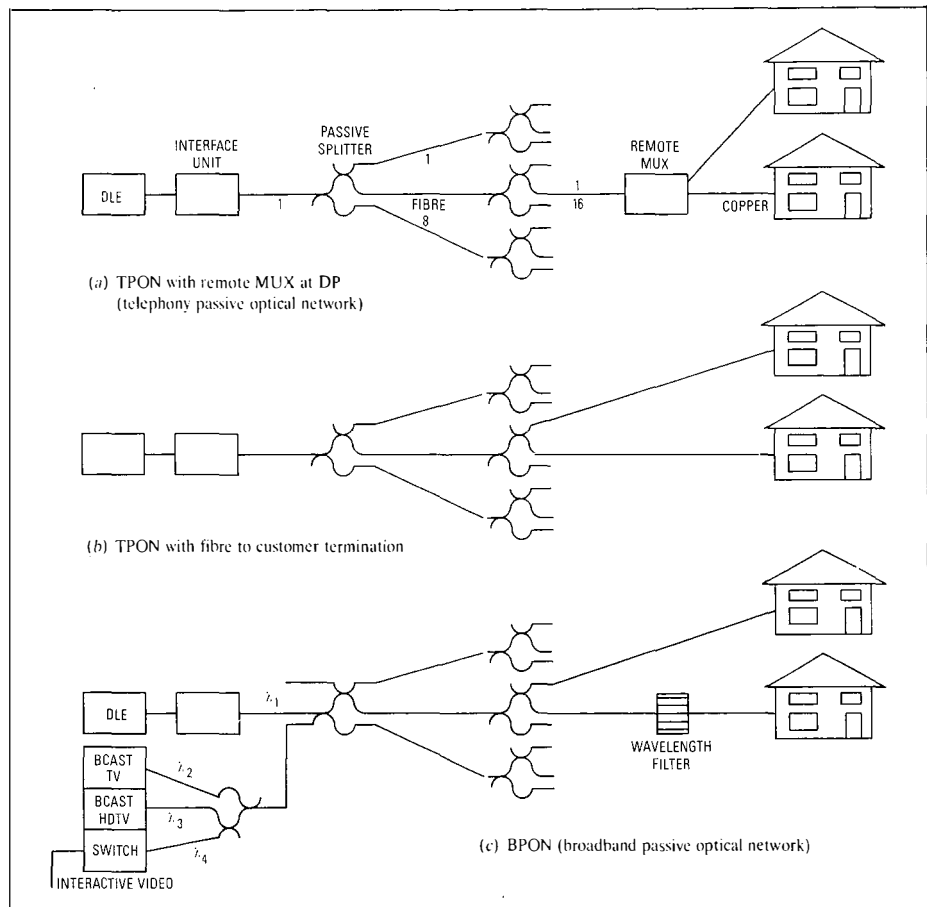 PASSIVE
SPLITTER
INTERFACE
UNIT
REMOTE
MUX
DLE
1
1
FIBRE
8
1
16
COPPER
(a) TPON with remote MUX at DP
(telephony passive optical network)
(b) TPON with fibre to customer termination
DLE
λ1
WAVELENGTH
FILTER
BCAST
TV
λ2
BCAST
HDTV
λ3
SWITCH
λ4
INTERACTIVE VIDEO
(c) BPON (broadband passive optical network)